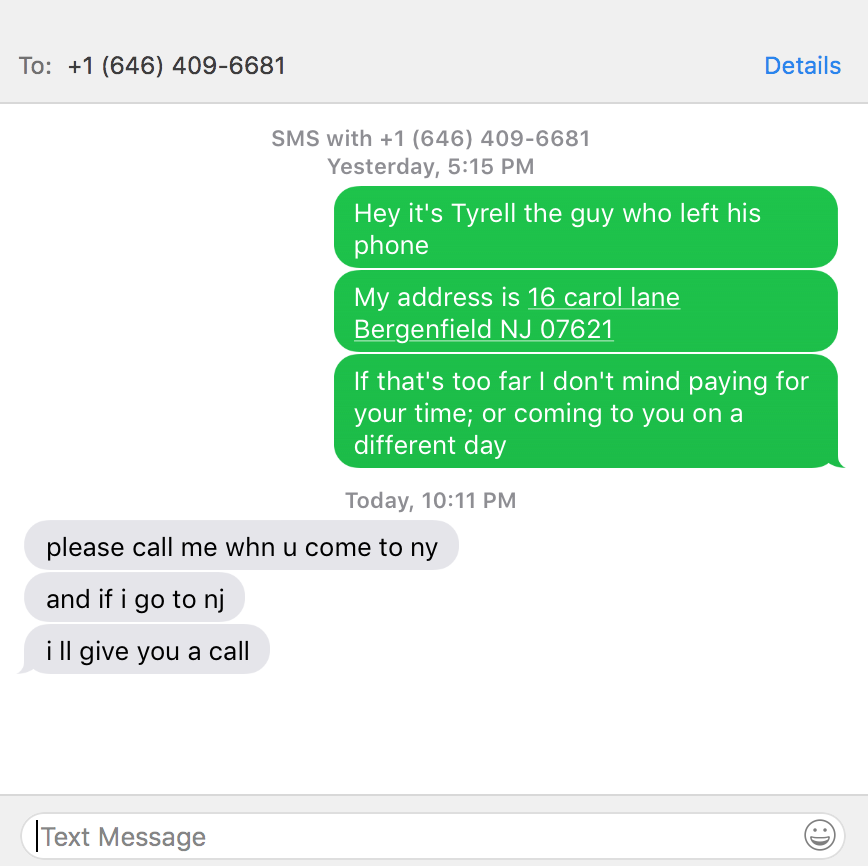 To: +1 (646) 409-6681
Details
SMS with +1 (646) 409-6681
Yesterday, 5:15 PM
Hey it's Tyrell the guy who left his
phone
My address is 16 carol lane
Bergenfield NJ 07621
If that's too far I don't mind paying for
your time; or coming to you on a
different day
Today, 10:11 PM
please call me whn u come to ny
and if i go to nj
i ll give you a call
Text Message